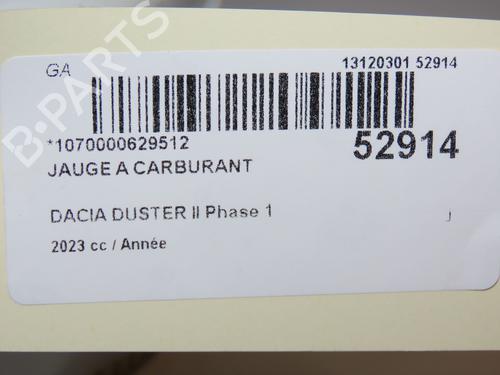 B-PARTS
GA 13120301 52914
*1070000629512 52914
JAUGE A CARBURANT
DACIA DUSTER II Phase 1 J
2023 cc / Année